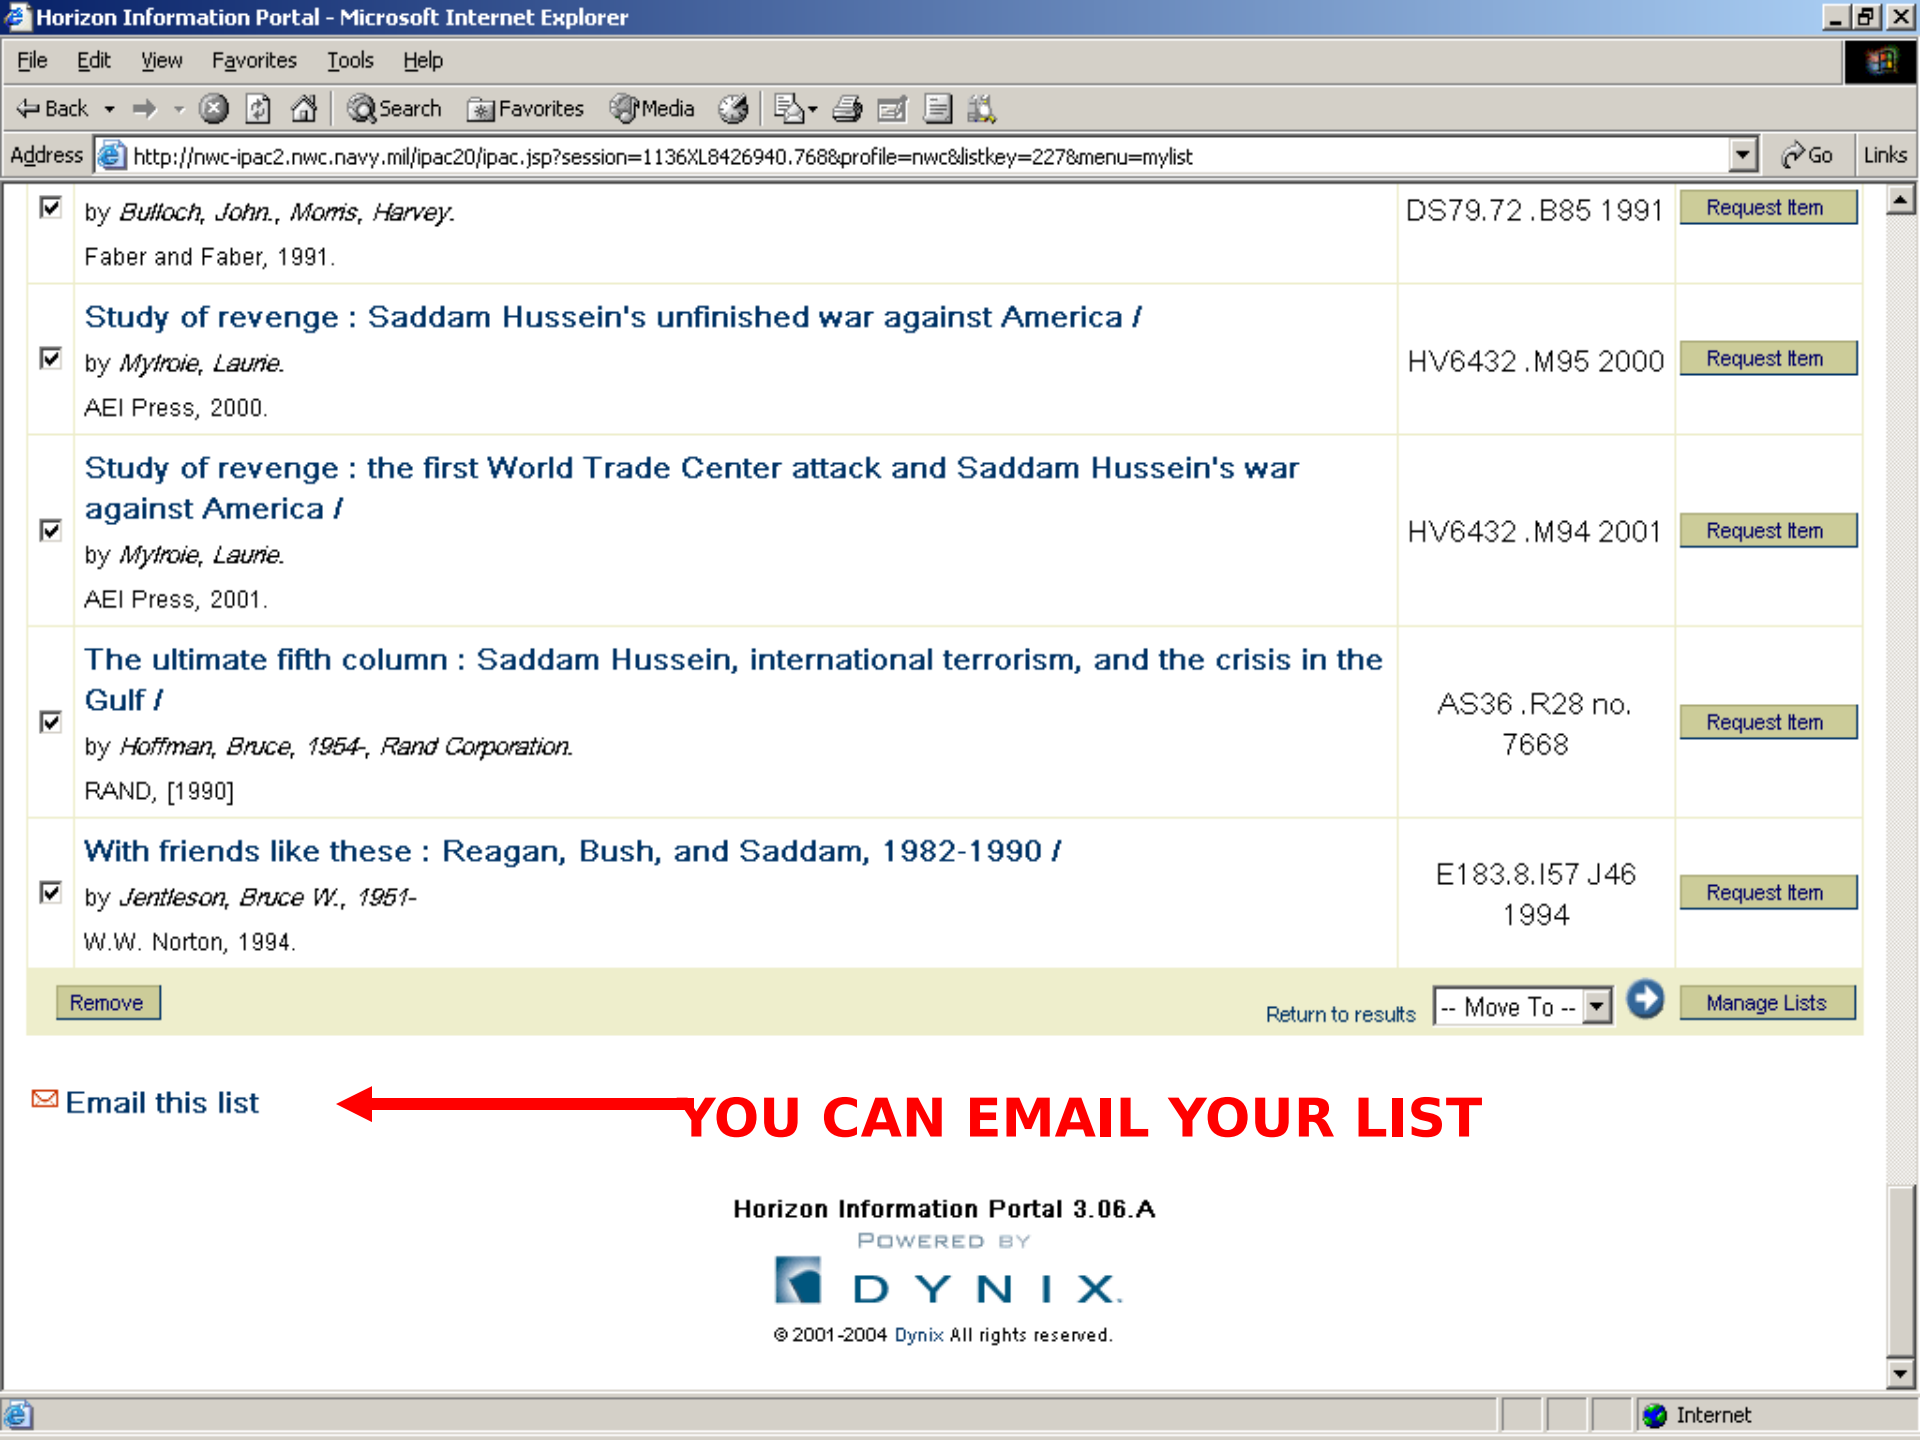 Horizon Information Portal - Microsoft Internet Explorer
File Edit View Favorites Tools Help
Back Search Favorites Media
Address http://nwc-ipac2.nwc.navy.mil/ipac20/ipac.jsp?session=1136XL8426940.768&profile=nwc&listkey=227&menu=mylist Go Links
by Bulloch, John., Morris, Harvey. DS79.72 .B85 1991 Request Item
Faber and Faber, 1991.
Study of revenge : Saddam Hussein's unfinished war against America /
by Mylroie, Laurie. HV6432 .M95 2000 Request Item
AEI Press, 2000.
Study of revenge : the first World Trade Center attack and Saddam Hussein's war
against America /
HV6432 .M94 2001 Request Item
by Mylroie, Laurie.
AEI Press, 2001.
The ultimate fifth column : Saddam Hussein, international terrorism, and the crisis in the
Gulf /
AS36 .R28 no.
7668
Request Item
by Hoffman, Bruce, 1954-, Rand Corporation.
RAND, [1990]
With friends like these : Reagan, Bush, and Saddam, 1982-1990 /
E183.8.I57 J46
1994
Request Item
by Jentleson, Bruce W., 1951-
W.W. Norton, 1994.
Remove Return to results -- Move To -- Manage Lists
Email this list YOU CAN EMAIL YOUR LIST
Horizon Information Portal 3.06.A
POWERED BY
DYNIX.
© 2001-2004 Dynix All rights reserved.
Internet